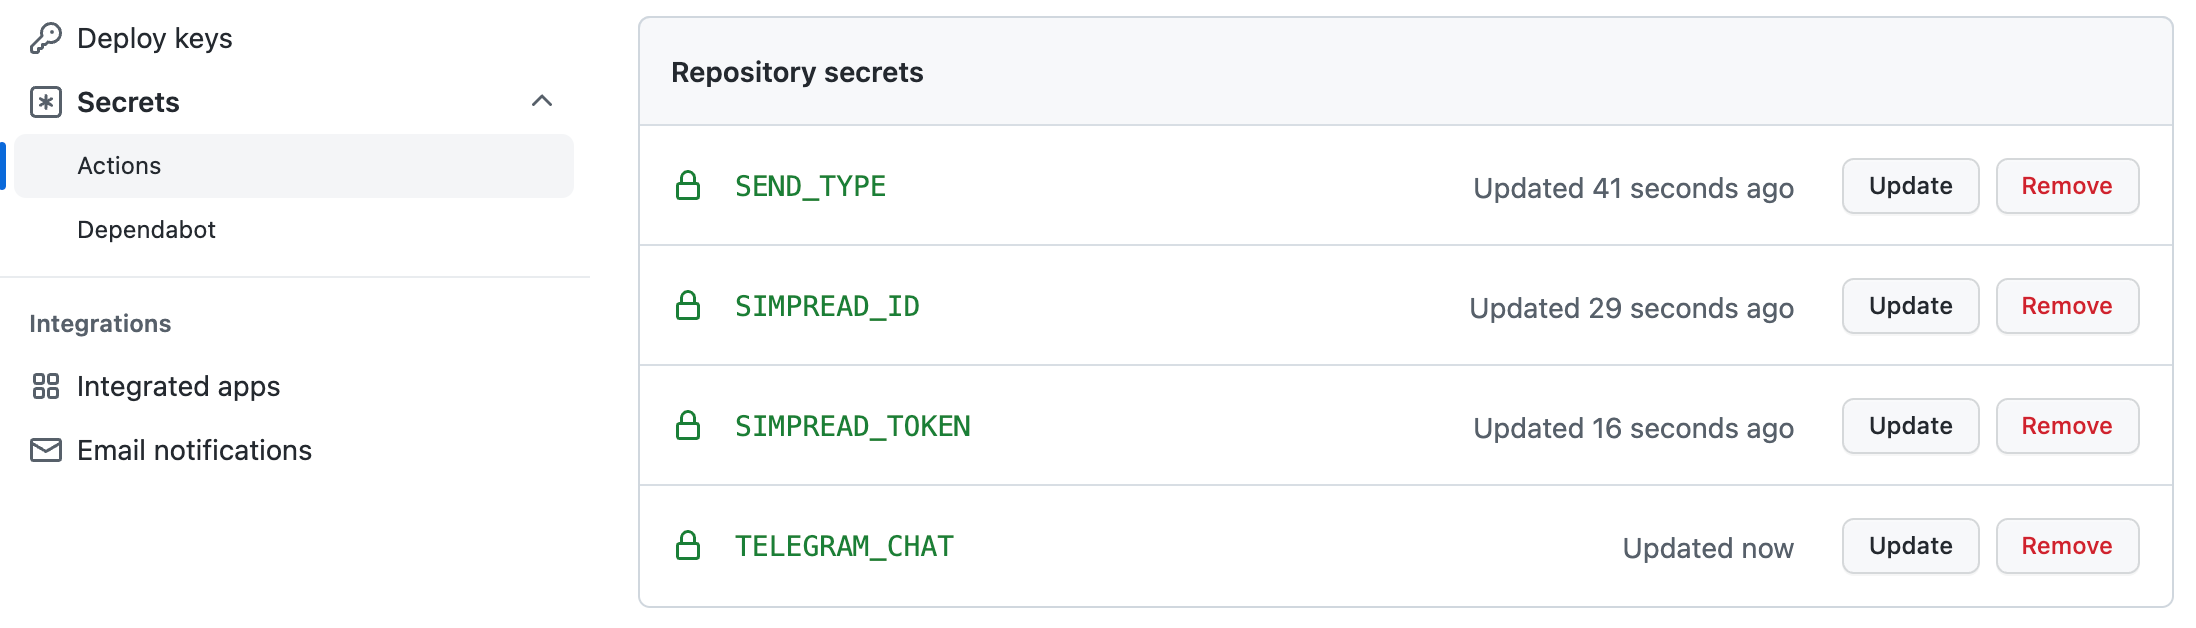 Deploy keys
Secrets
Actions
Dependabot
Integrations
Integrated apps
Email notifications
Repository secrets
SEND_TYPE Updated 41 seconds ago Update Remove
SIMPREAD_ID Updated 29 seconds ago Update Remove
SIMPREAD_TOKEN Updated 16 seconds ago Update Remove
TELEGRAM_CHAT Updated now Update Remove